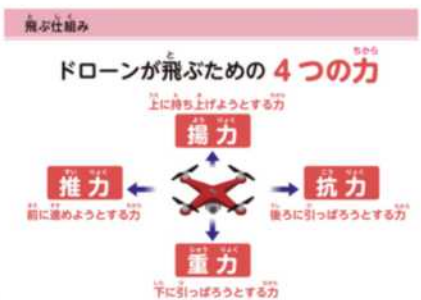 飛ぶ仕組み
ドローンが飛ぶための 4つの力
上に持ち上げようとする力
揚力
推力
抗力
前に進めようとする力
後ろに引っぱろうとする力
重力
下に引っぱろうとする力